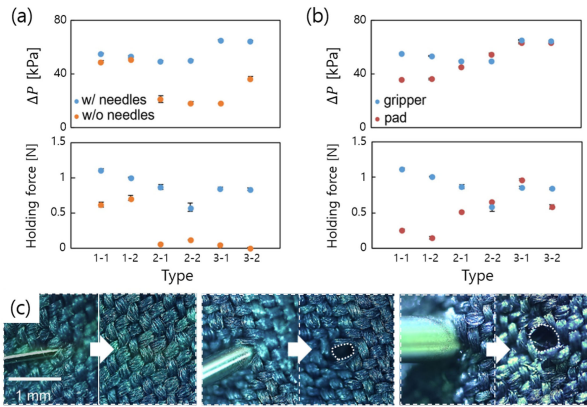 (a)
80
40
0
ΔP [kPa]
w/ needles
w/o needles
1.5
1
0.5
0
Holding force [N]
1-1 1-2 2-1 2-2 3-1 3-2
Type
(b)
80
40
0
ΔP [kPa]
gripper
pad
1.5
1
0.5
0
Holding force [N]
1-1 1-2 2-1 2-2 3-1 3-2
Type
(c)
1 mm